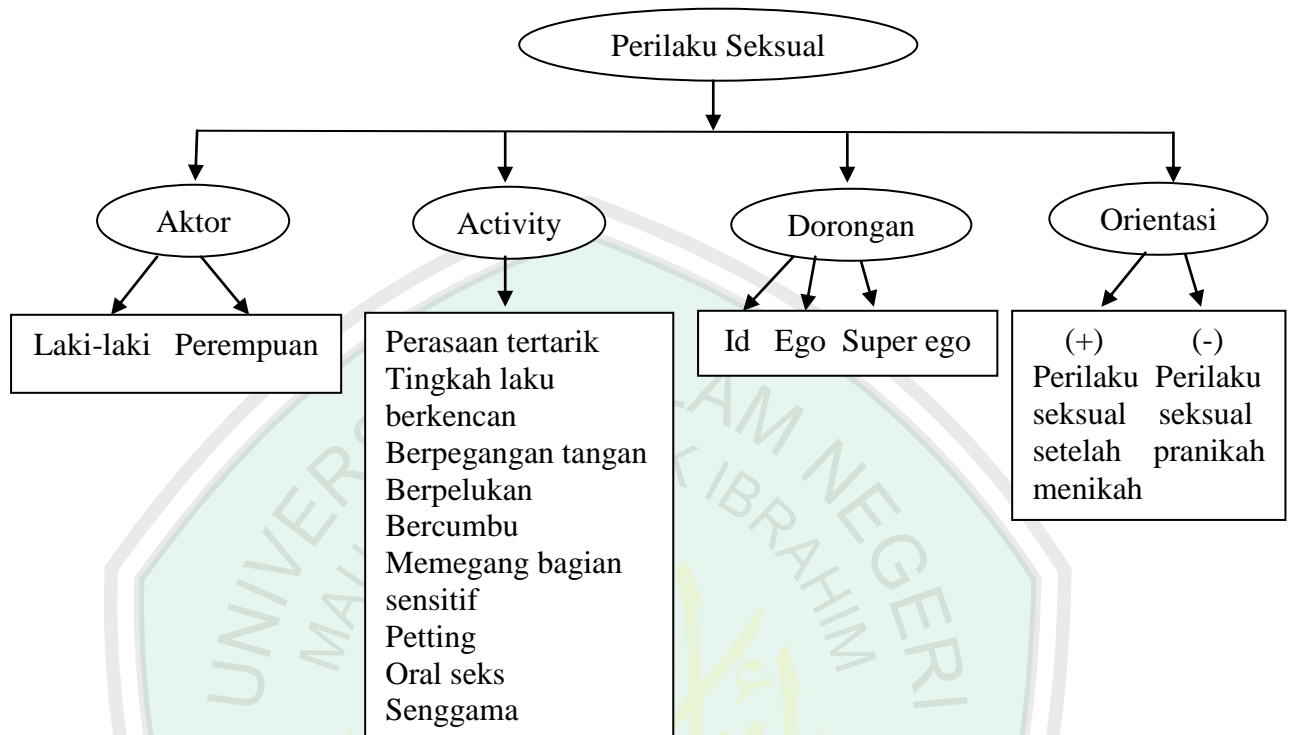 Perilaku Seksual
Aktor
Activity
Dorongan
Orientasi
Laki-laki Perempuan
Perasaan tertarik
Tingkah laku
berkencan
Berpegangan tangan
Berpelukan
Bercumbu
Memegang bagian
sensitif
Petting
Oral seks
Senggama
Id Ego Super ego
(+) (-)
Perilaku Perilaku
seksual seksual
setelah pranikah
menikah